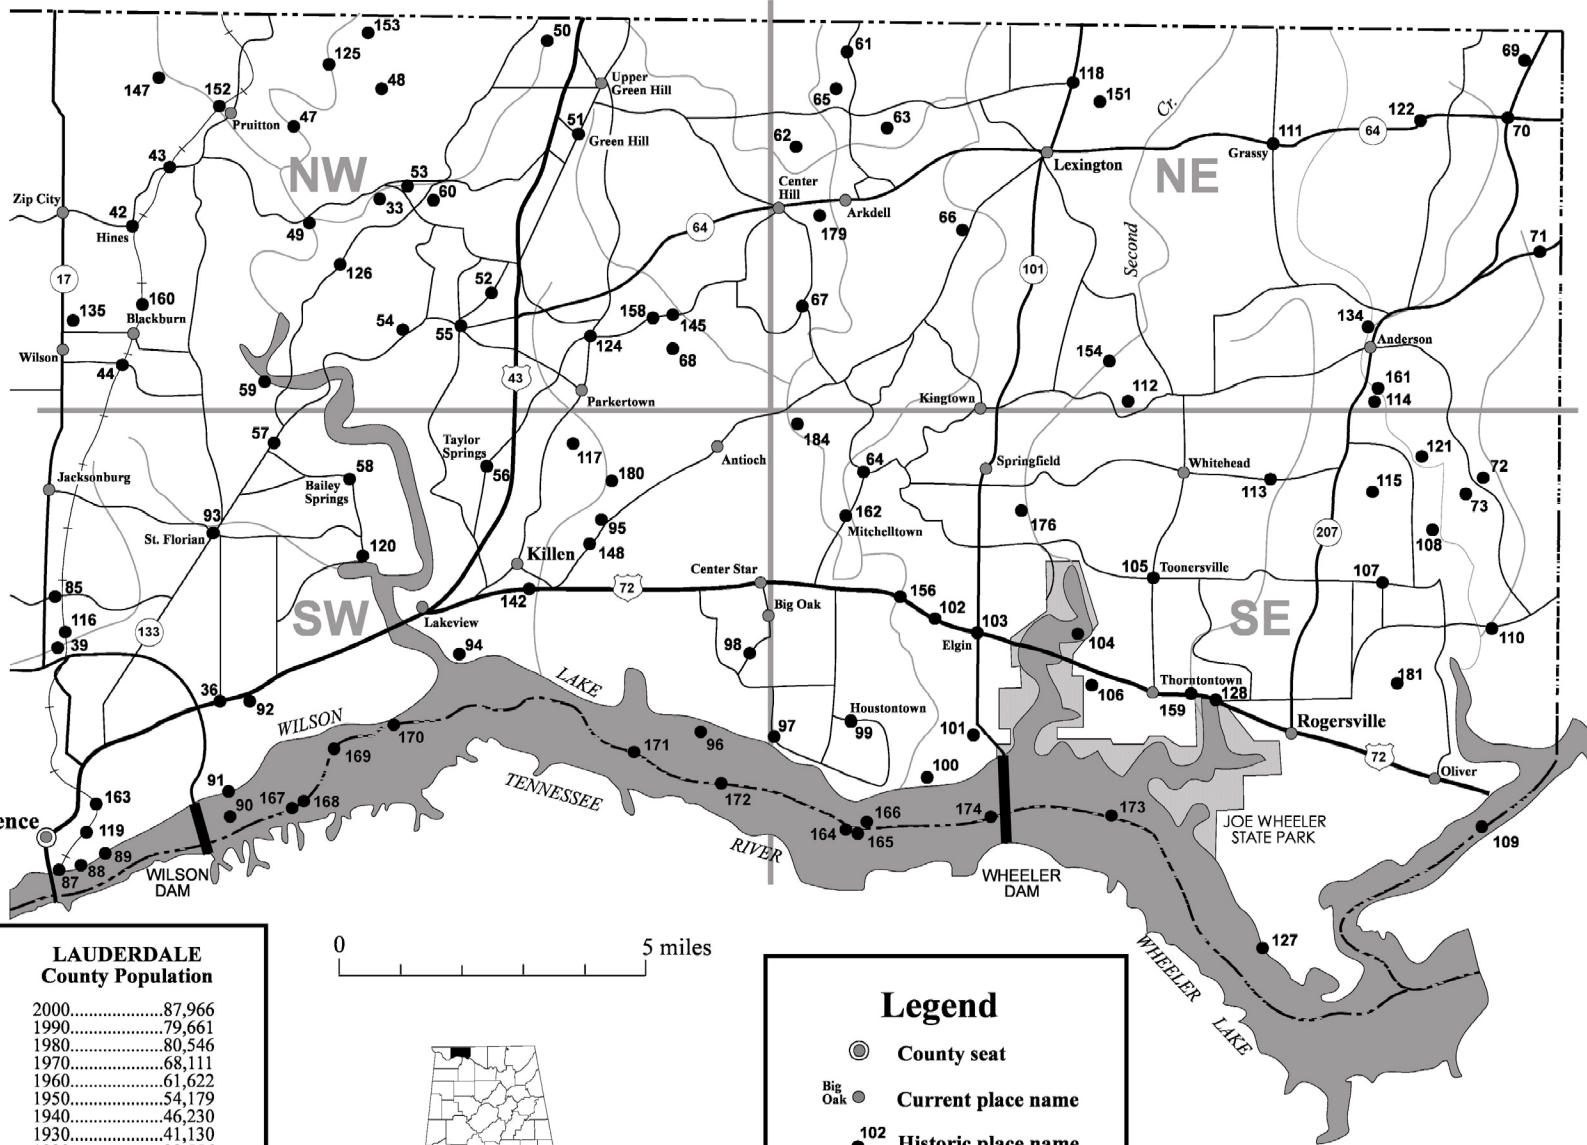 153
50
61
69
125
147
152
48
Upper
Green Hill
118
65
151
Cr.
47
Pruitton
51
Green Hill
63
122
64
70
62
111
Grassy
43
NW
53
Lexington
NE
33
60
Center
Hill
Arkdell
Zip City
42
Hines
49
64
179
66
Second
71
126
17
52
101
135
160
Blackburn
54
55
158
145
67
134
Wilson
124
68
154
Anderson
44
59
43
Parkertown
Kingtown
112
161
114
57
184
Taylor
Springs
56
117
Antioch
58
Bailey
Springs
180
64
Springfield
Whitehead
121
72
Jacksonburg
113
115
73
93
St. Florian
95
162
Mitchelltown
176
207
108
148
120
Killen
Center Star
105
Toonersville
107
85
142
72
Big Oak
156
102
103
116
133
SW
Lakeview
SE
39
94
98
Elgin
104
110
36
92
LAKE
106
Thorntontown
159
128
181
WILSON
170
Houstontown
99
101
Rogersville
169
171
96
97
72
91
TENNESSEE
172
100
Oliver
90
167
168
163
166
174
173
ence
119
164
165
JOE WHEELER
STATE PARK
109
89
RIVER
87
88
WILSON
DAM
WHEELER
DAM
127
WHEELER
LAKE
LAUDERDALE
County Population
2000....................87,966
1990....................79,661
1980....................80,546
1970....................68,111
1960....................61,622
1950....................54,179
1940....................46,230
1930....................41,130
0
5 miles
Legend
County seat
Big
Oak
Current place name
102
Historic place name